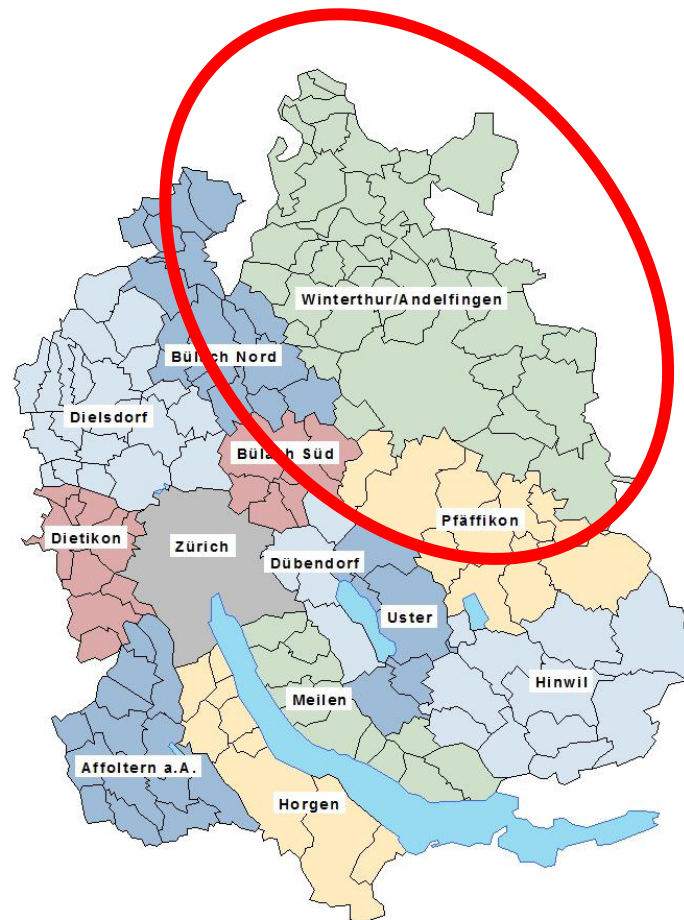 Winterthur/Andelfingen
Bülach Nord
Dielsdorf
Bülach Süd
Pfäffikon
Dietikon
Zürich
Dübendorf
Uster
Hinwil
Meilen
Affoltern a.A.
Horgen